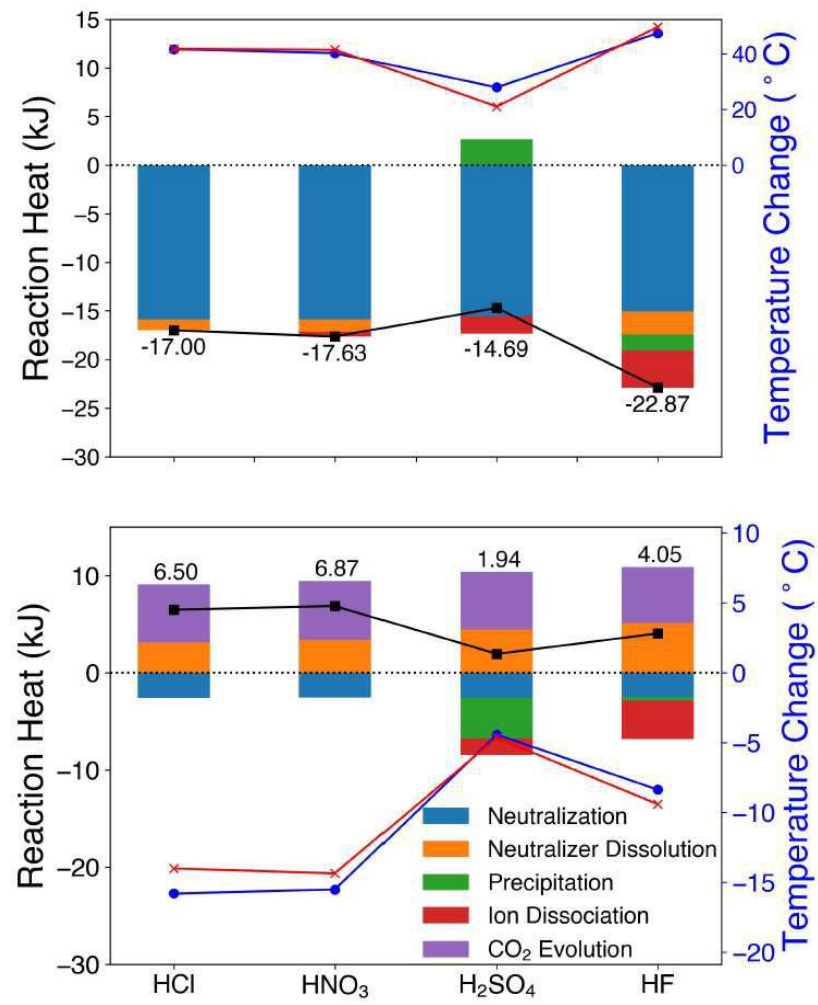 15
10
5
0
−5
−10
−15
−20
−25
−30
Reaction Heat (kJ)
40
20
0
Temperature Change (°C)
-17.00
-17.63
-14.69
-22.87
10
0
−10
−20
−30
Reaction Heat (kJ)
10
5
0
−5
−10
−15
−20
Temperature Change (°C)
6.50
6.87
1.94
4.05
Neutralization
Neutralizer Dissolution
Precipitation
Ion Dissociation
CO₂ Evolution
HCl
HNO₃
H₂SO₄
HF